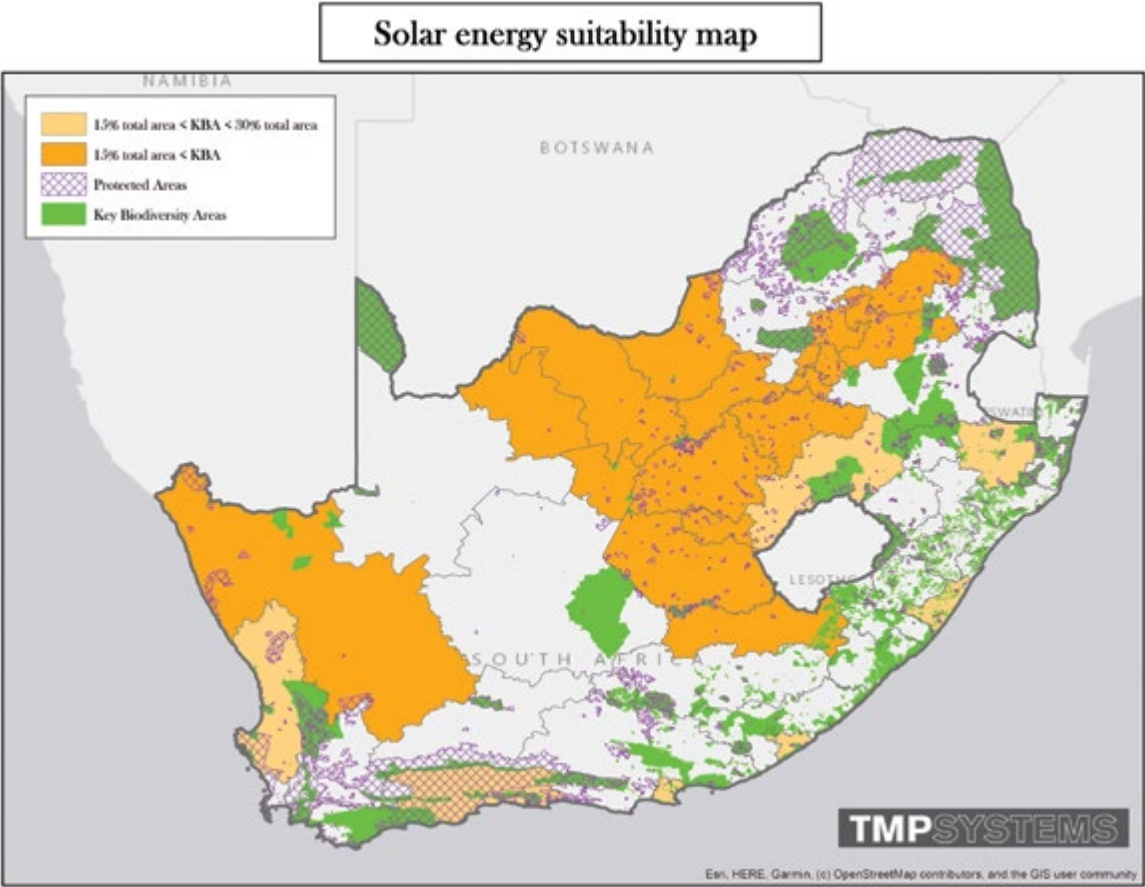 Solar energy suitability map
NAMIBIA
15% total area < KBA < 30% total area
15% total area < KBA
Protected Areas
Key Biodiversity Areas
BOTSWANA
SWATIN
LESOTHO
SOUTH AFRICA
TMPSYSTEMS
Esri, HERE, Garmin, (c) OpenStreetMap contributors, and the GIS user community